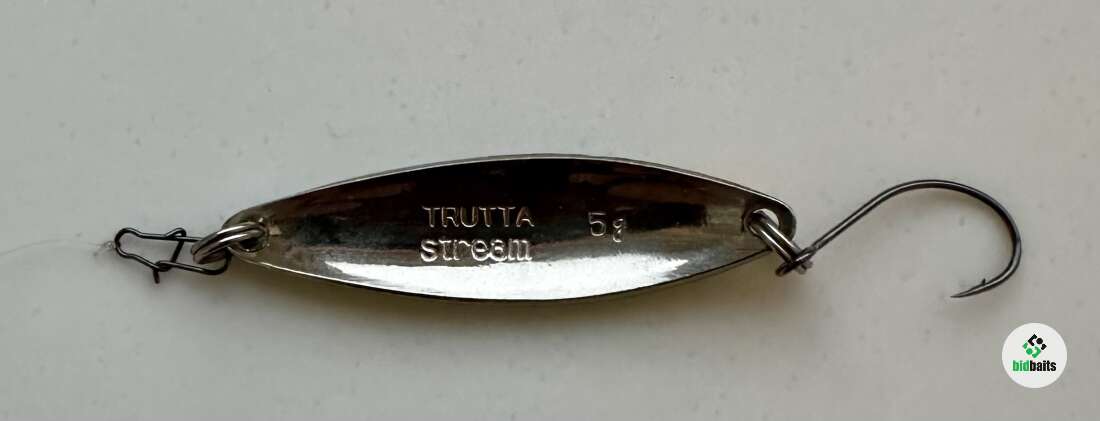 TRUTTA 5g
stream
bidbaits